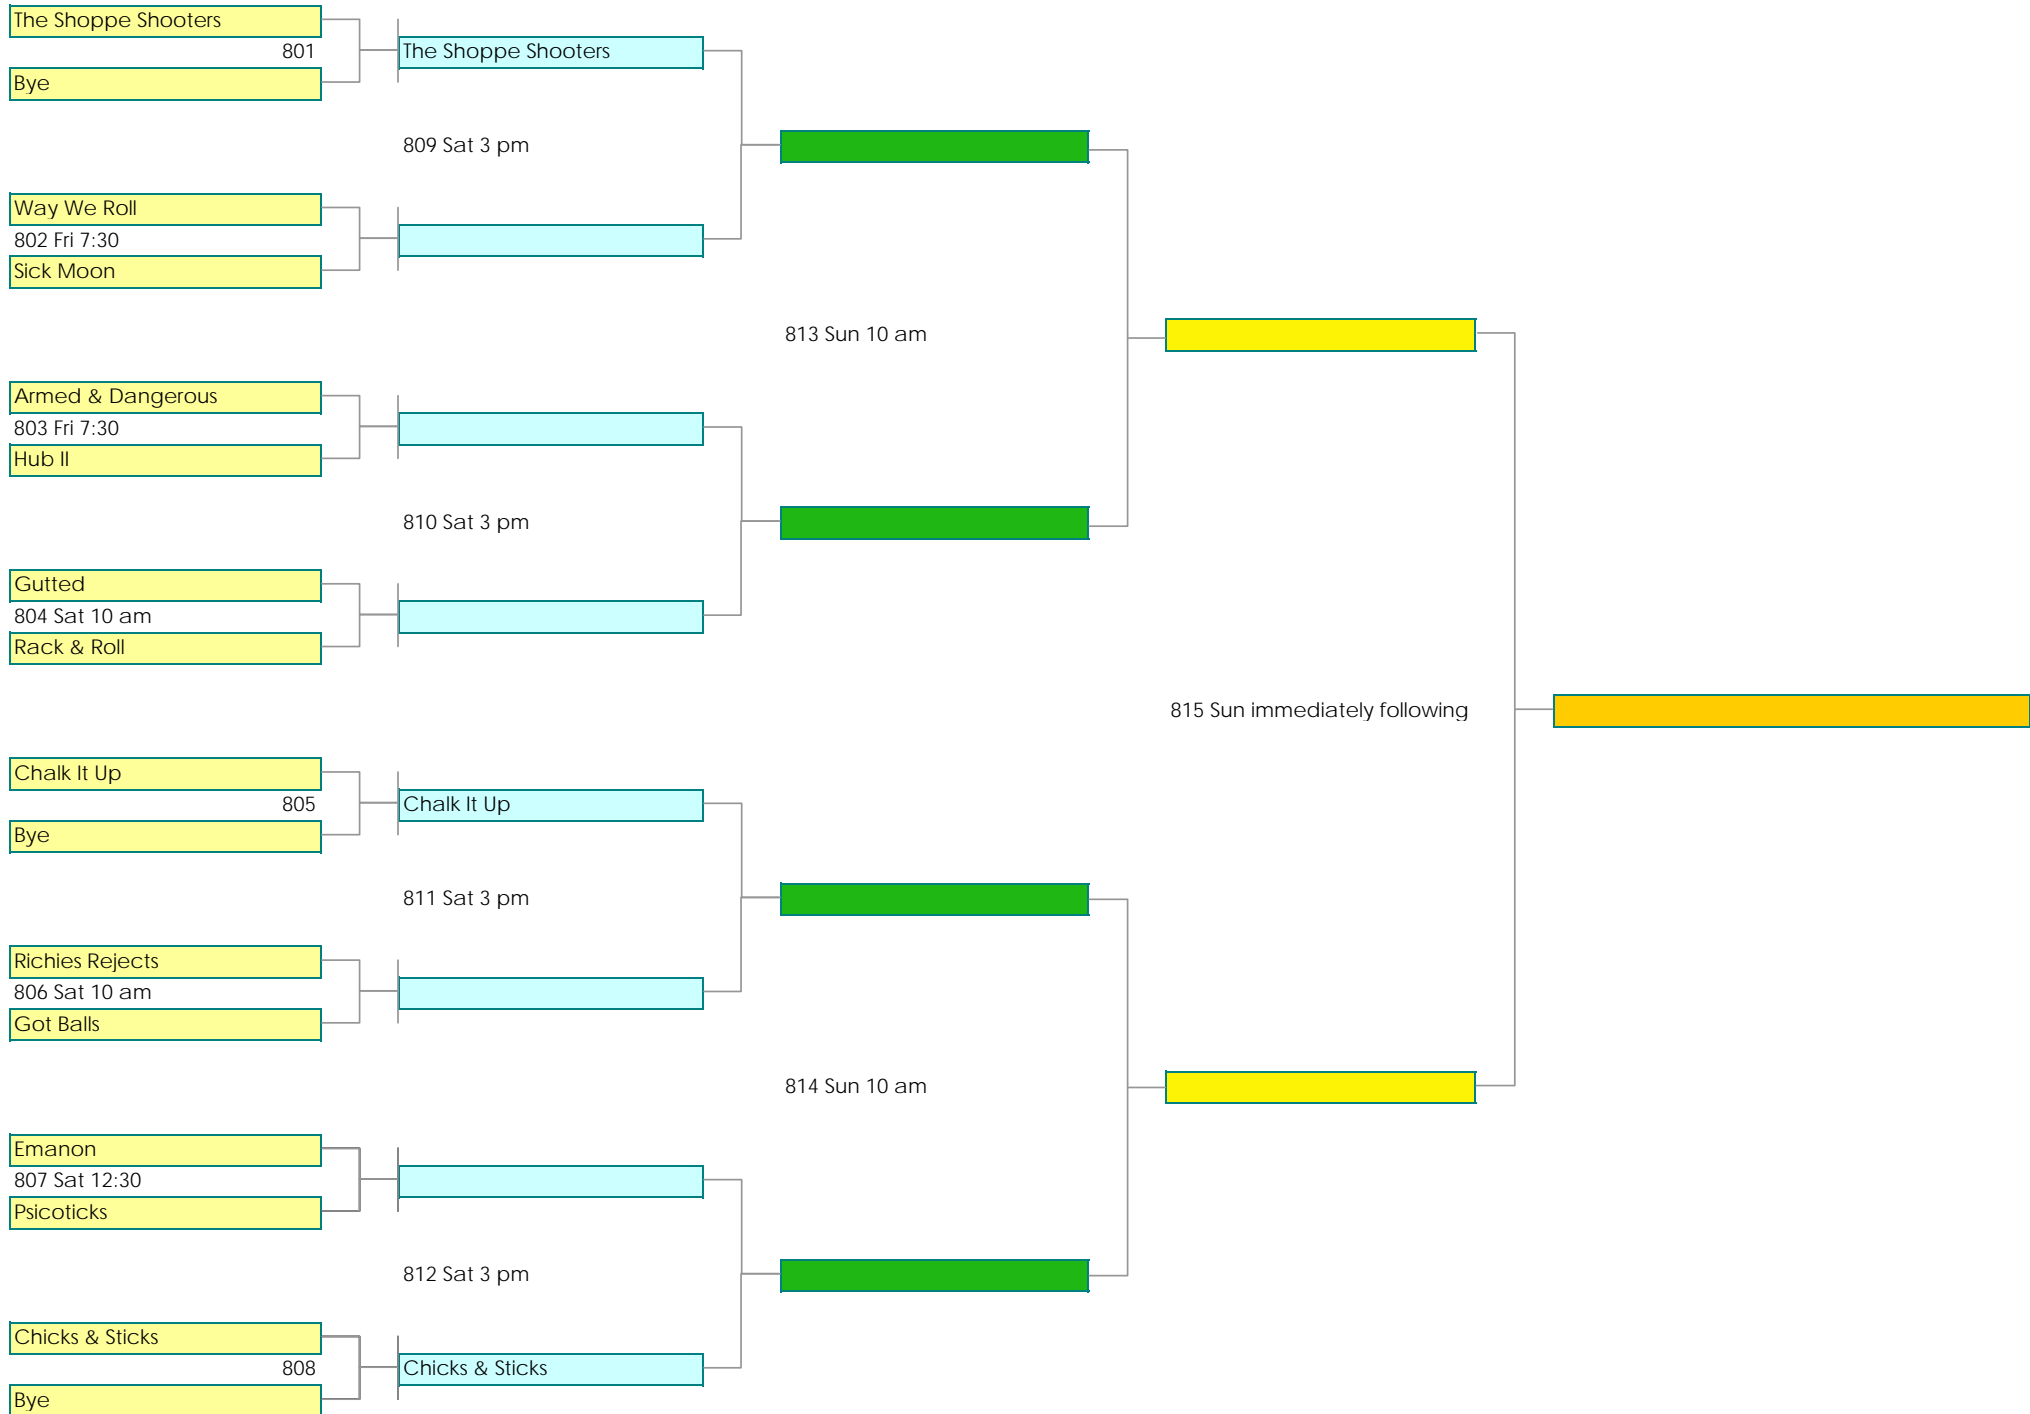 The Shoppe Shooters
801
The Shoppe Shooters
Bye
809 Sat 3 pm
Way We Roll
802 Fri 7:30
Sick Moon
813 Sun 10 am
Armed & Dangerous
803 Fri 7:30
Hub II
810 Sat 3 pm
Gutted
804 Sat 10 am
Rack & Roll
815 Sun immediately following
Chalk It Up
805
Chalk It Up
Bye
811 Sat 3 pm
Richies Rejects
806 Sat 10 am
Got Balls
814 Sun 10 am
Emanon
807 Sat 12:30
Psicoticks
812 Sat 3 pm
Chicks & Sticks
808
Chicks & Sticks
Bye